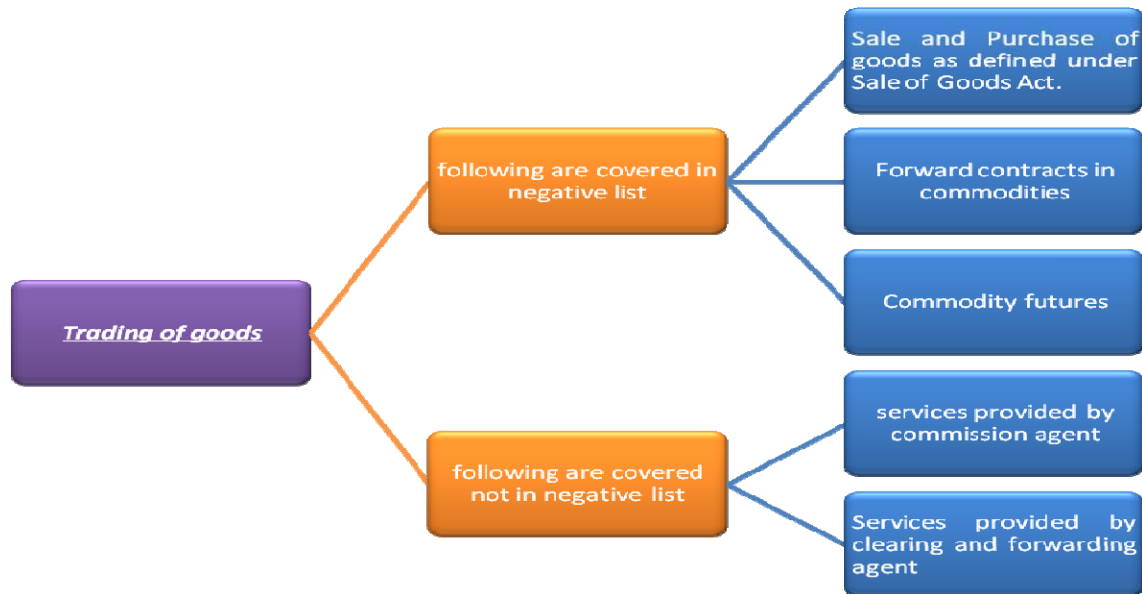 Trading of goods
following are covered in
negative list
following are covered
not in negative list
Sale and Purchase of
goods as defined under
Sale of Goods Act.
Forward contracts in
commodities
Commodity futures
services provided by
commission agent
Services provided by
clearing and forwarding
agent